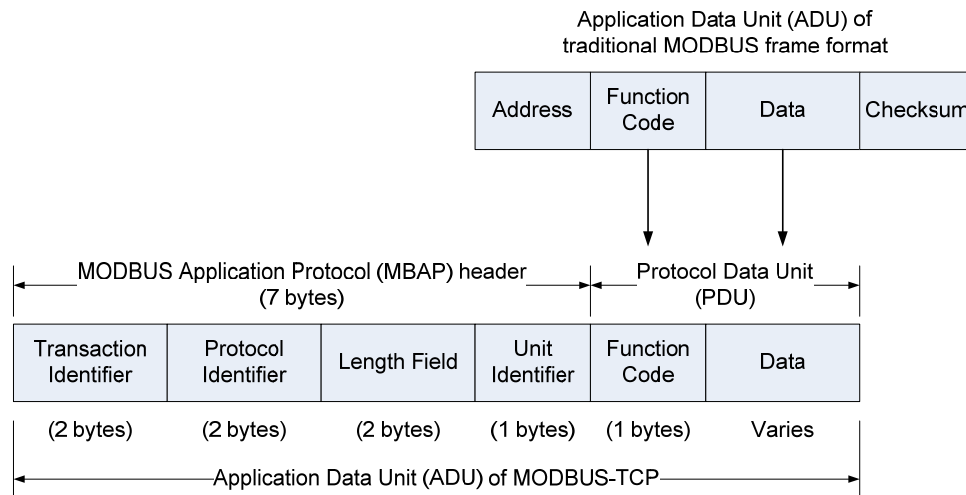 Application Data Unit (ADU) of
traditional MODBUS frame format
Address
Function
Code
Data
Checksum
MODBUS Application Protocol (MBAP) header
(7 bytes)
Protocol Data Unit
(PDU)
Transaction
Identifier
Protocol
Identifier
Length Field
Unit
Identifier
Function
Code
Data
(2 bytes)
(2 bytes)
(2 bytes)
(1 byte)
(1 bytes)
Varies
Application Data Unit (ADU) of MODBUS-TCP